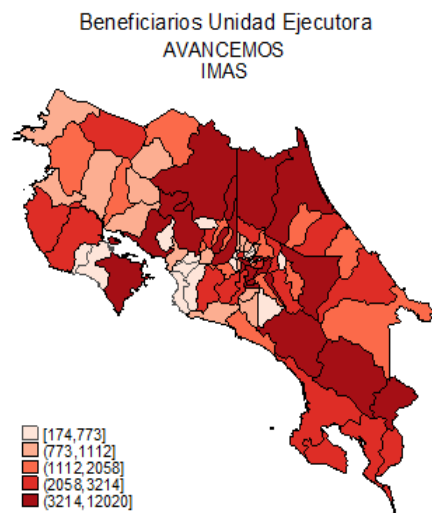 Beneficiarios Unidad Ejecutora
AVANCEMOS
IMAS
[174,773]
(773,1112]
(1112,2058]
(2058,3214]
(3214,12020]